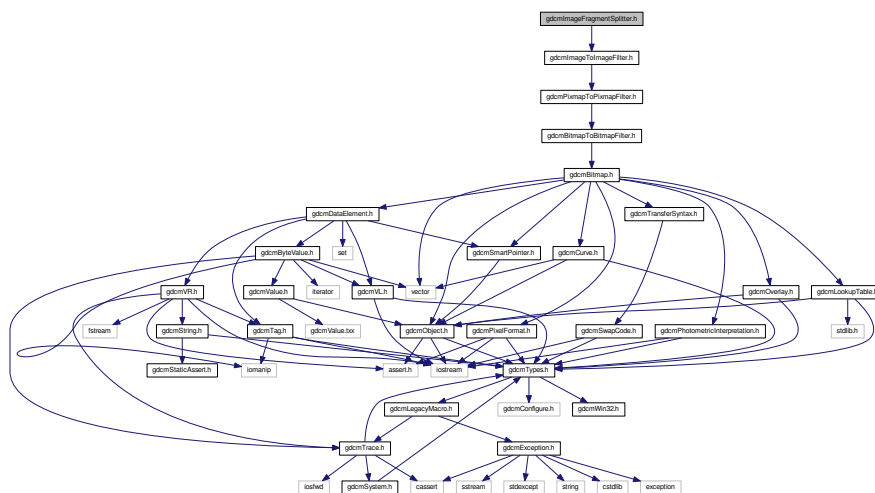 gdcmImageFragmentSplitter.h
gdcmImageToImageFilter.h
gdcmPixmapToPixmapFilter.h
gdcmBitmapToBitmapFilter.h
gdcmBitmap.h
gdcmDataElement.h
gdcmTransferSyntax.h
gdcmByteValue.h
set
gdcmSmartPointer.h
gdcmCurve.h
gdcmVR.h
gdcmValue.h
iterator
gdcmVL.h
vector
gdcmOverlay.h
gdcmLookupTable.h
fstream
gdcmString.h
gdcmTag.h
gdcmValue.txx
gdcmObject.h
gdcmPixelFormat.h
gdcmSwapCode.h
gdcmPhotometricInterpretation.h
stdlib.h
gdcmStaticAssert.h
iomanip
assert.h
iostream
gdcmTypes.h
gdcmLegacyMacro.h
gdcmConfigure.h
gdcmWin32.h
gdcmTrace.h
gdcmException.h
iosfwd
gdcmSystem.h
cassert
sstream
stdexcept
string
cstdlib
exception